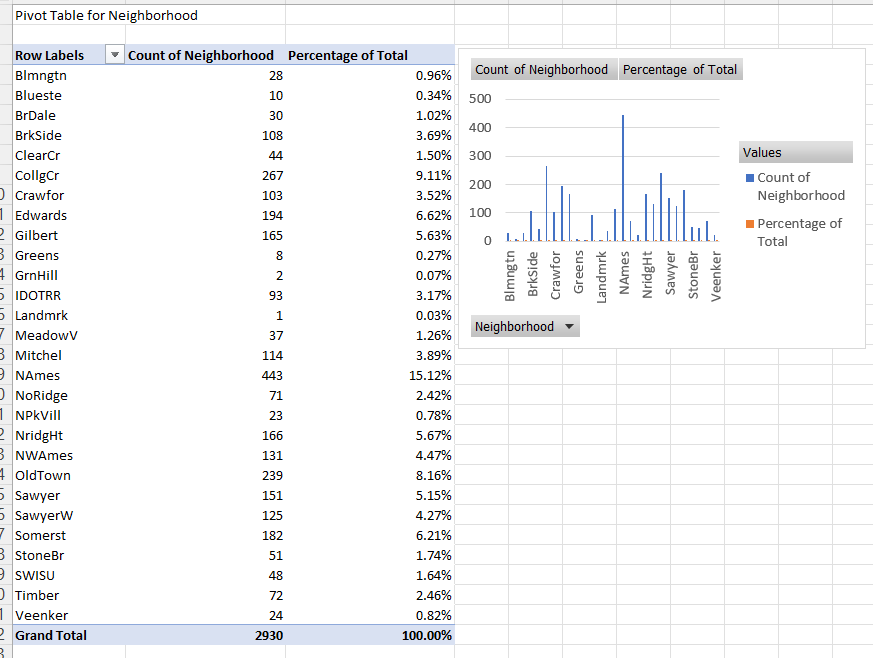 Pivot Table for Neighborhood
Row Labels Count of Neighborhood Percentage of Total
Blmngtn 28 0.96%
Blueste 10 0.34%
BrDale 30 1.02%
BrkSide 108 3.69%
ClearCr 44 1.50%
CollgCr 267 9.11%
Crawfor 103 3.52%
Edwards 194 6.62%
Gilbert 165 5.63%
Greens 8 0.27%
GrnHill 2 0.07%
IDOTRR 93 3.17%
Landmrk 1 0.03%
MeadowV 37 1.26%
Mitchel 114 3.89%
NAmes 443 15.12%
NoRidge 71 2.42%
NPkVill 23 0.78%
NridgHt 166 5.67%
NWAmes 131 4.47%
OldTown 239 8.16%
Sawyer 151 5.15%
SawyerW 125 4.27%
Somerst 182 6.21%
StoneBr 51 1.74%
SWISU 48 1.64%
Timber 72 2.46%
Veenker 24 0.82%
Grand Total 2930 100.00%
Count of Neighborhood Percentage of Total
500
400
300
200
100
0
Blmngtn
BrkSide
Crawfor
Greens
Landmrk
NAmes
NridgHt
Sawyer
StoneBr
Veenker
Values
Count of
Neighborhood
Percentage of
Total
Neighborhood